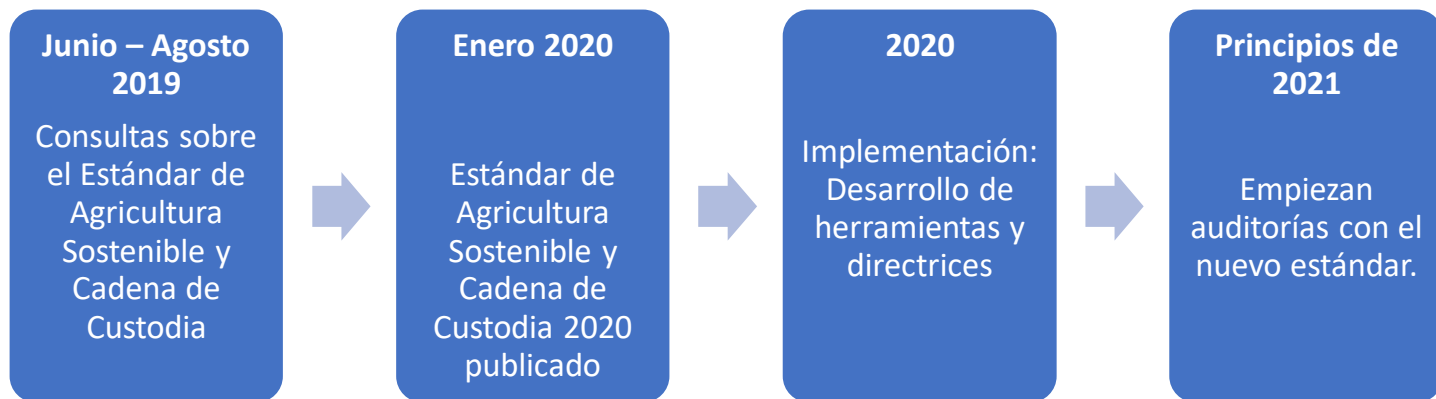 Junio – Agosto
2019
Consultas sobre
el Estándar de
Agricultura
Sostenible y
Cadena de
Custodia
Enero 2020
Estándar de
Agricultura
Sostenible y
Cadena de
Custodia 2020
publicado
2020
Implementación:
Desarrollo de
herramientas y
directrices
Principios de
2021
Empiezan
auditorías con el
nuevo estándar.